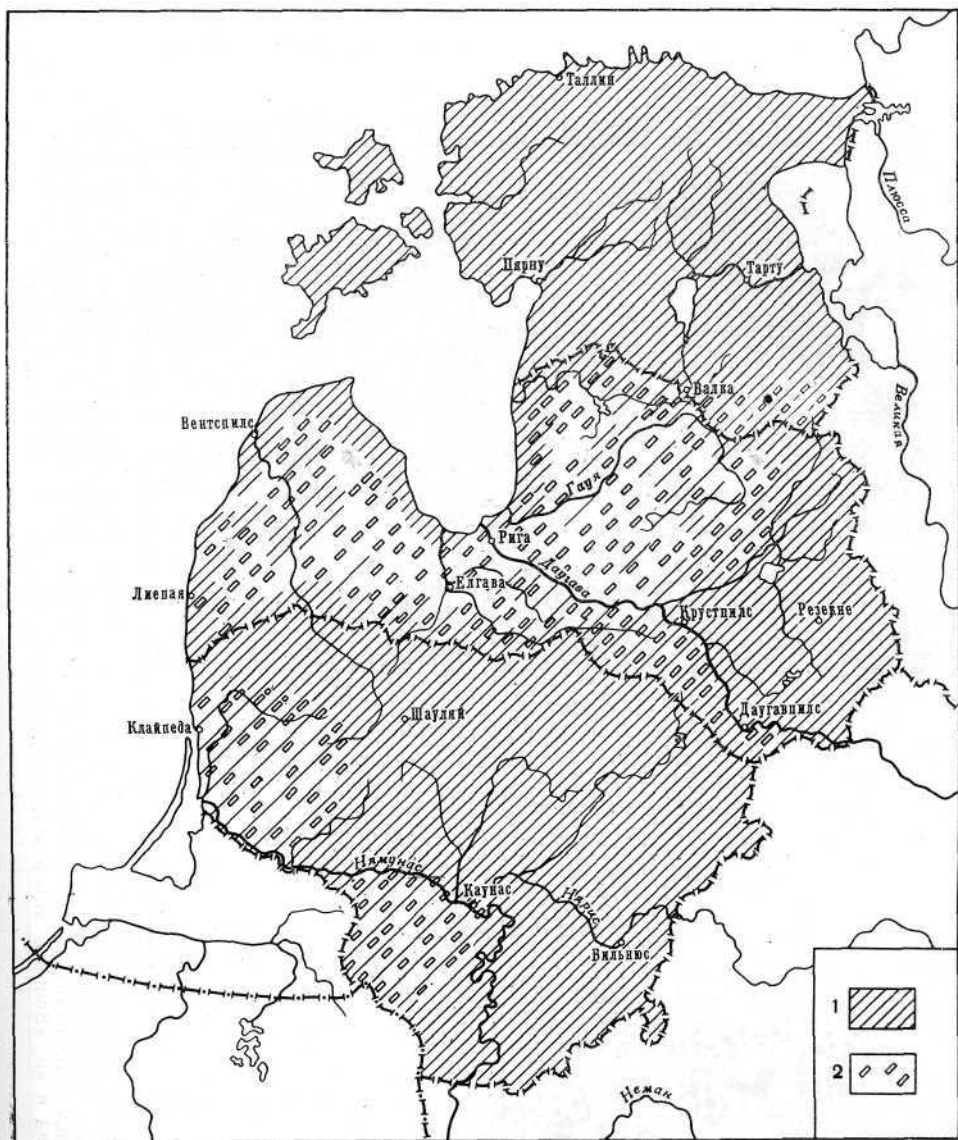 Таллин
Плюсса
Пярну
Тарту
Валка
Великая
Вентспилс
Гауя
Рига
Даугава
Елгава
Лиепая
Крустпилс
Резекне
Даугавпилс
Шауляй
Клайпеда
Нямунас
Каунас
Нярис
Вильнюс
Неман
1
2